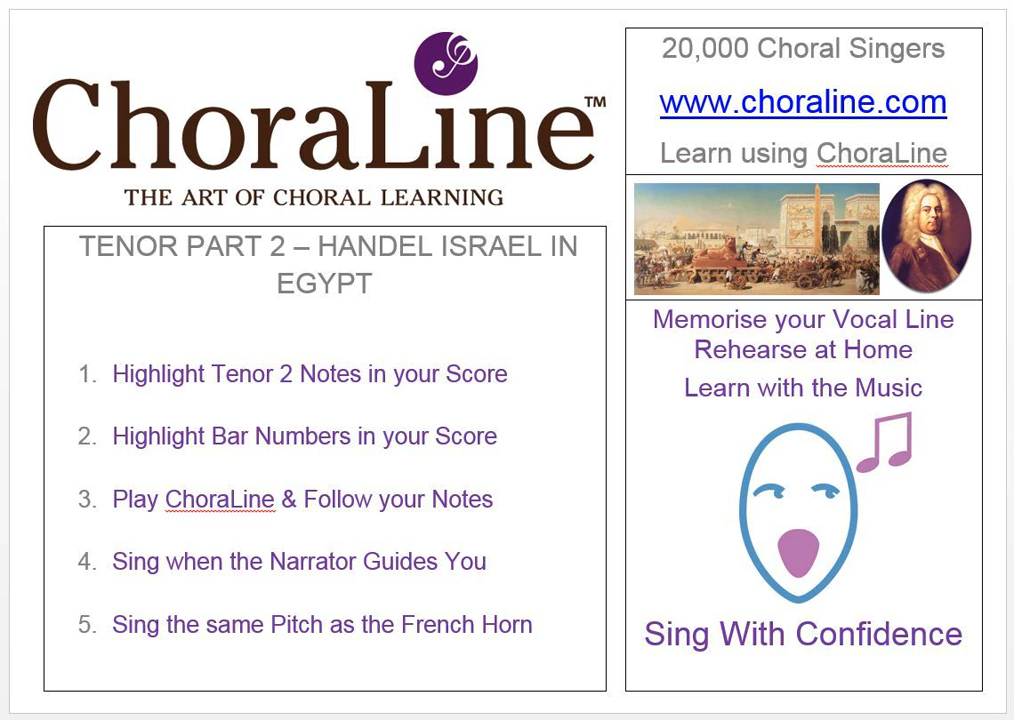 ChoraLine™
THE ART OF CHORAL LEARNING
TENOR PART 2 – HANDEL ISRAEL IN
EGYPT
1. Highlight Tenor 2 Notes in your Score
2. Highlight Bar Numbers in your Score
3. Play ChoraLine & Follow your Notes
4. Sing when the Narrator Guides You
5. Sing the same Pitch as the French Horn
20,000 Choral Singers
www.choraline.com
Learn using ChoraLine
Memorise your Vocal Line
Rehearse at Home
Learn with the Music
Sing With Confidence